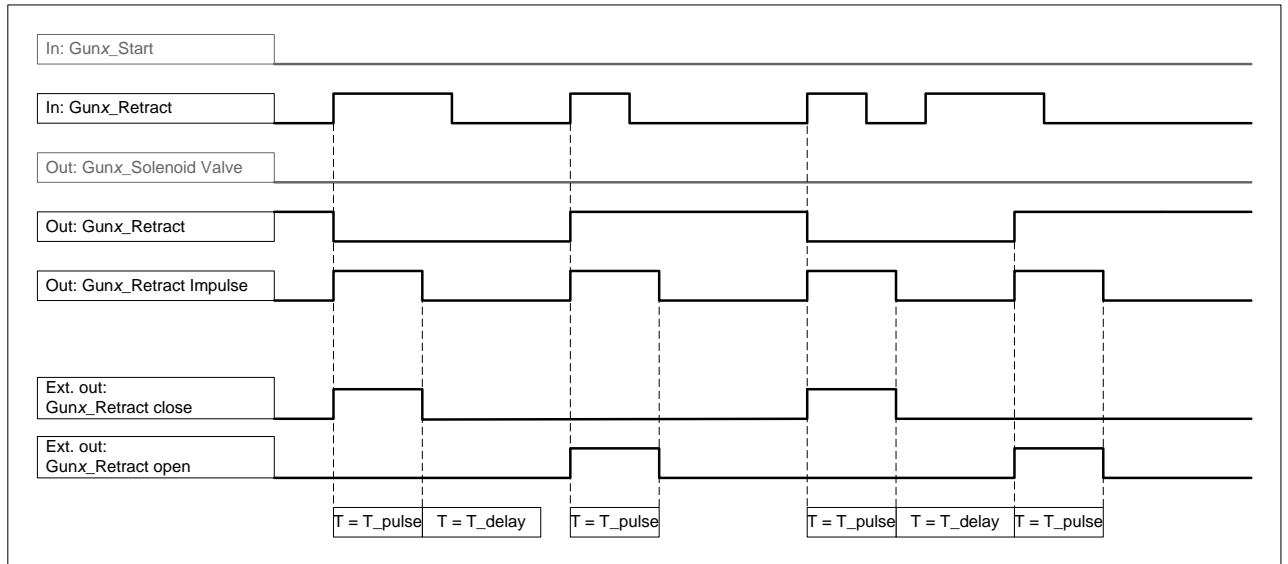 In: Gunx_Start
In: Gunx_Retract
Out: Gunx_Solenoid Valve
Out: Gunx_Retract
Out: Gunx_Retract Impulse
Ext. out:
Gunx_Retract close
Ext. out:
Gunx_Retract open
T = T_pulse T = T_delay T = T_pulse T = T_pulse T = T_delay T = T_pulse